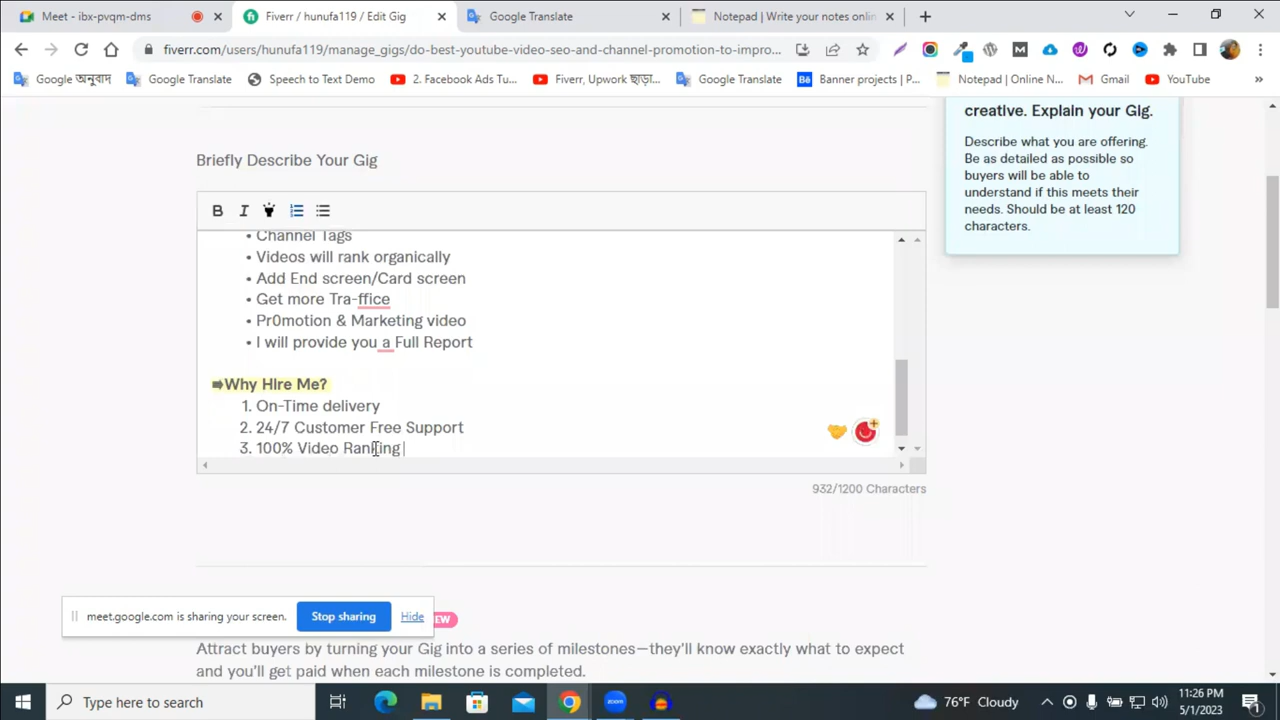 Meet - ibx-pvqm-dms
Fiverr / hunufa119 / Edit Gig
Google Translate
Notepad | Write your notes onlin
fiverr.com/users/hunufa119/manage_gigs/do-best-youtube-video-seo-and-channel-promotion-to-impro...
Google অনুবাদ
Google Translate
Speech to Text Demo
2. Facebook Ads Tu...
Fiverr, Upwork ছাড়া...
Google Translate
Banner projects | P...
Notepad | Online N...
Gmail
YouTube
creative. Explain your Gig.
Describe what you are offering.
Be as detailed as possible so
buyers will be able to
understand if this meets their
needs. Should be at least 120
characters.
Briefly Describe Your Gig
B I
• Channel Tags
• Videos will rank organically
• Add End screen/Card screen
• Get more Tra-ffice
• Pr0motion & Marketing video
• I will provide you a Full Report
➡Why HIre Me?
1. On-Time delivery
2. 24/7 Customer Free Support
3. 100% Video Ranking
932/1200 Characters
meet.google.com is sharing your screen.
Stop sharing
Hide
EW
Attract buyers by turning your Gig into a series of milestones—they'll know exactly what to expect
and you'll get paid when each milestone is completed.
Type here to search
zoom
76°F Cloudy
11:26 PM
5/1/2023
1